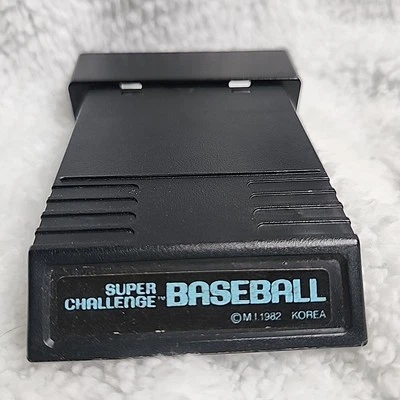 SUPER
CHALLENGE™ BASEBALL
© M.I. 1982 KOREA